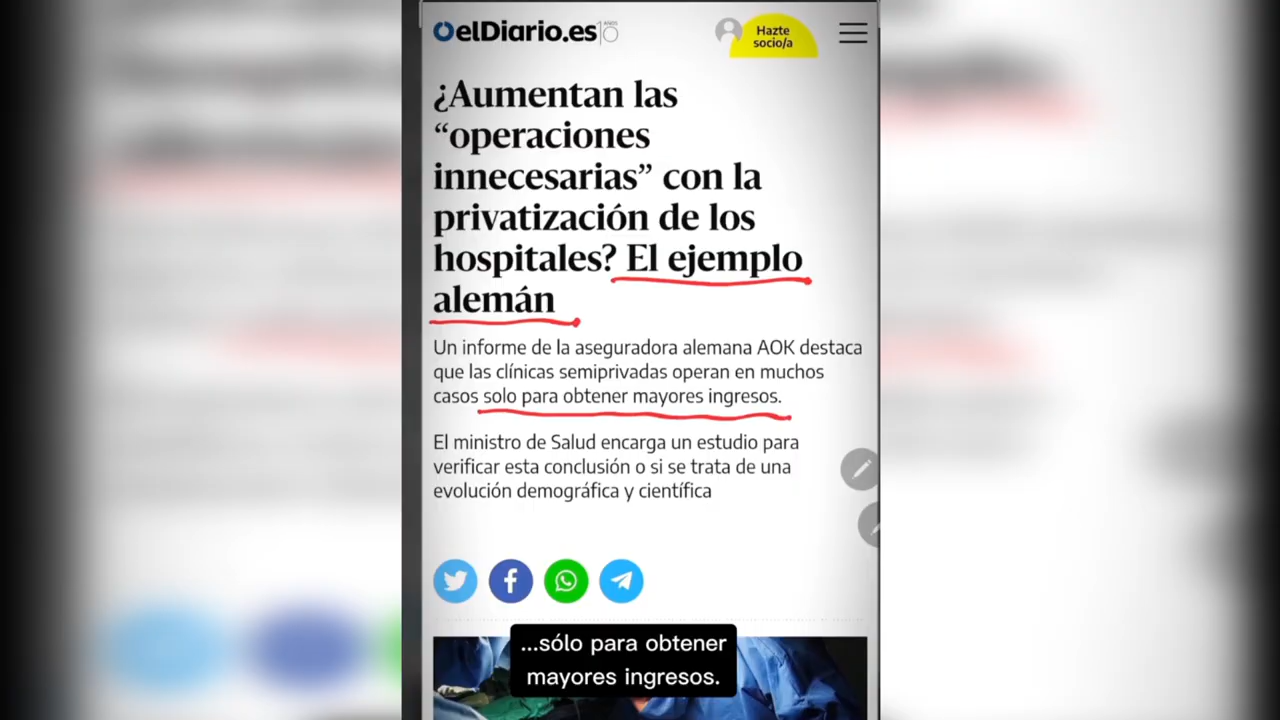 elDiario.es 10 AÑOS
Hazte
socio/a
¿Aumentan las
“operaciones
innecesarias” con la
privatización de los
hospitales? El ejemplo
alemán
Un informe de la aseguradora alemana AOK destaca
que las clínicas semiprivadas operan en muchos
casos solo para obtener mayores ingresos.
El ministro de Salud encarga un estudio para
verificar esta conclusión o si se trata de una
evolución demográfica y científica
...sólo para obtener
mayores ingresos.